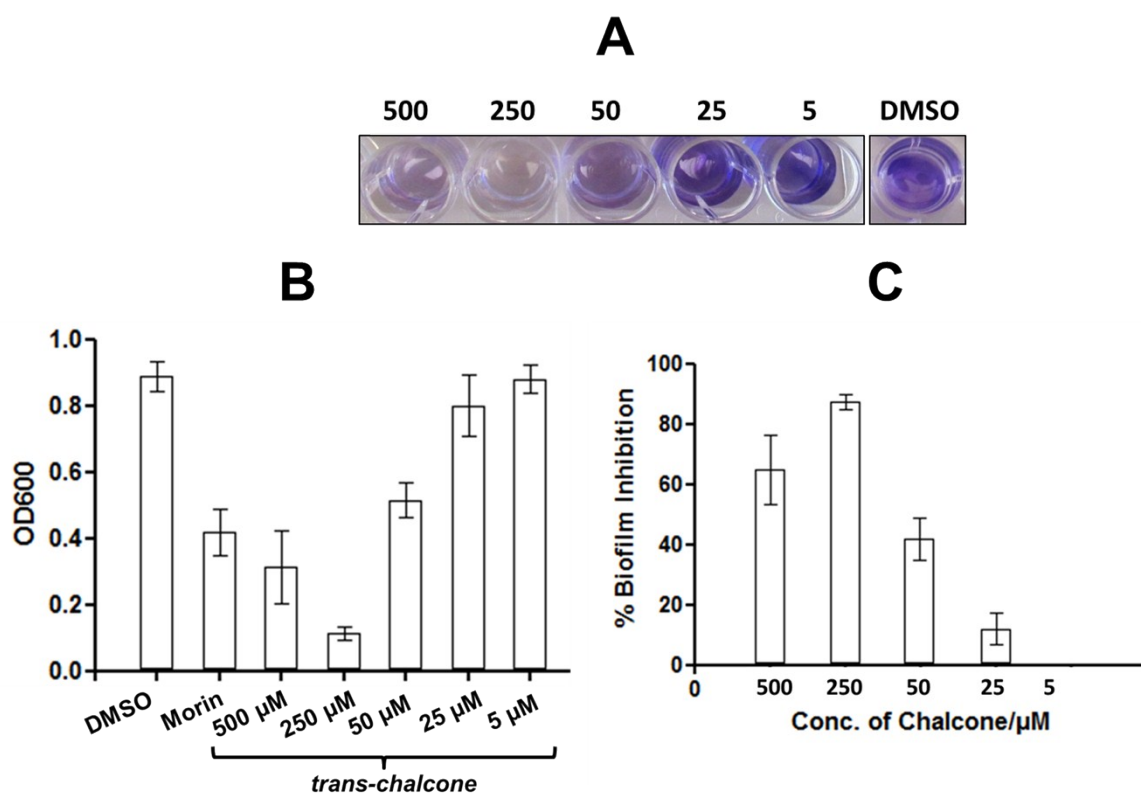 A
500 250 50 25 5 DMSO
B
C
1.0
0.8
0.6
0.4
0.2
0.0
OD600
DMSO Morin 500 µM 250 µM 50 µM 25 µM 5 µM
trans-chalcone
100
80
60
40
20
0
% Biofilm Inhibition
0 500 250 50 25 5
Conc. of Chalcone/µM